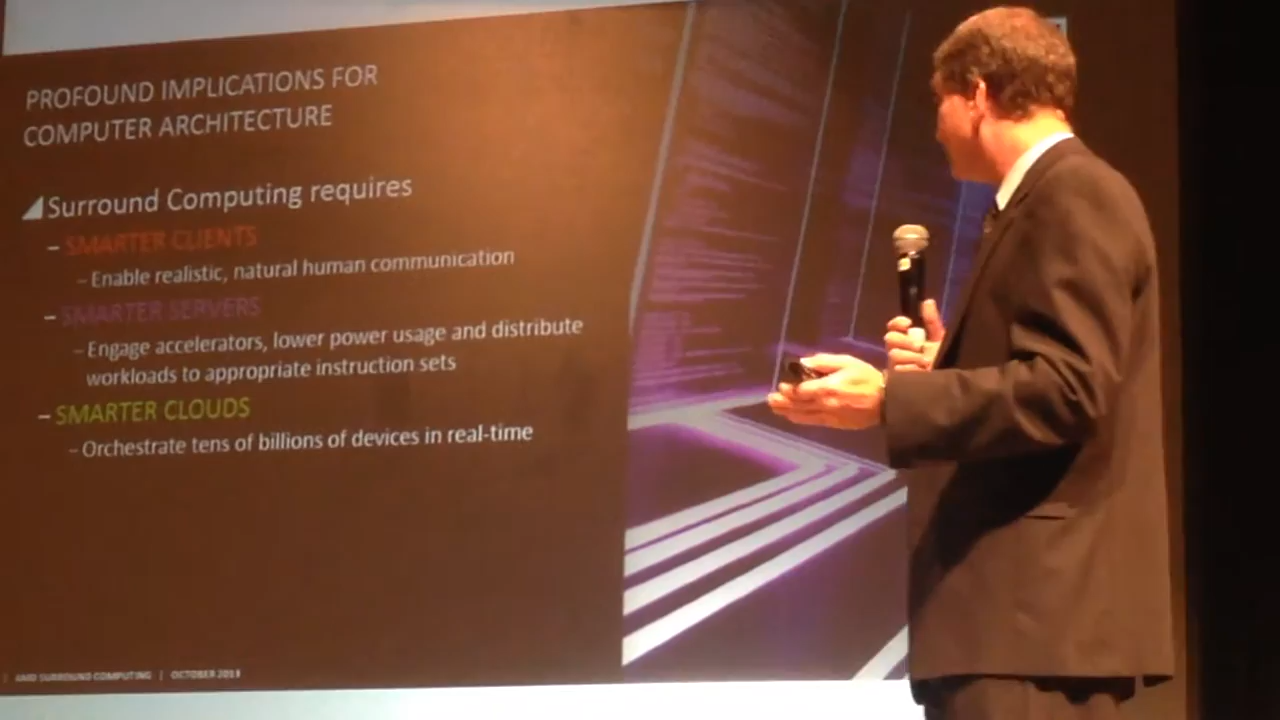 PROFOUND IMPLICATIONS FOR
COMPUTER ARCHITECTURE
Surround Computing requires
– SMARTER CLIENTS
– Enable realistic, natural human communication
– SMARTER SERVERS
– Engage accelerators, lower power usage and distribute
workloads to appropriate instruction sets
– SMARTER CLOUDS
– Orchestrate tens of billions of devices in real-time
| AMD SURROUND COMPUTING | OCTOBER 2013